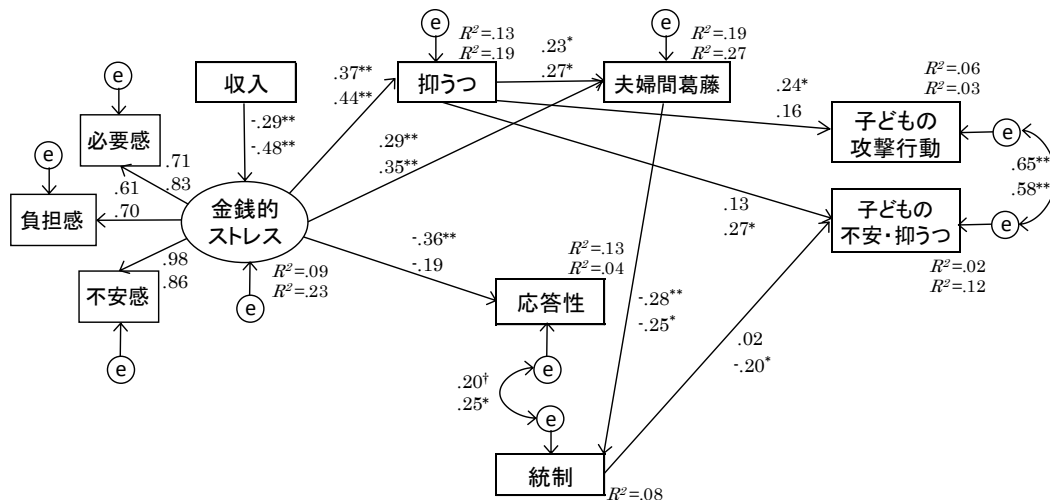 e
R²=.13
R²=.19
e
R²=.19
R²=.27
.23*
.27*
収入
抑うつ
夫婦間葛藤
e
.37**
.44**
R²=.06
R²=.03
.24*
.16
必要感
-.29**
-.48**
子どもの
攻撃行動
e
e
.29**
.35**
.71
.83
.65**
.58**
負担感
.61
.70
金銭的
ストレス
.13
.27*
子どもの
不安・抑うつ
e
-.36**
-.19
.98
.86
R²=.09
R²=.23
R²=.13
R²=.04
R²=.02
R²=.12
不安感
e
応答性
-.28**
-.25*
.02
-.20*
e
e
.20†
.25*
e
統制
R²=.08